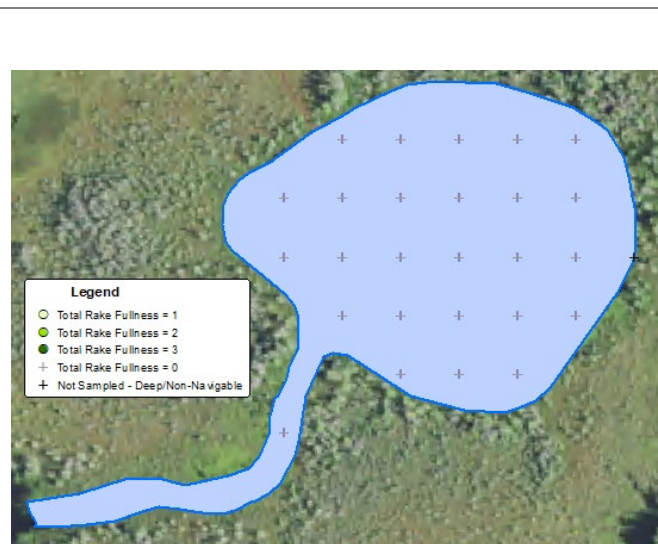 Legend
Total Rake Fullness = 1
Total Rake Fullness = 2
Total Rake Fullness = 3
Total Rake Fullness = 0
Not Sampled - Deep/Non-Navigable